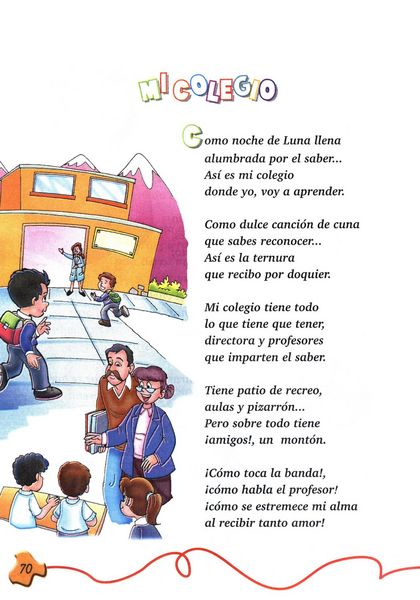 MI COLEGIO
Como noche de Luna llena
alumbrada por el saber...
Así es mi colegio
donde yo, voy a aprender.
Como dulce canción de cuna
que sabes reconocer...
Así es la ternura
que recibo por doquier.
Mi colegio tiene todo
lo que tiene que tener,
directora y profesores
que imparten el saber.
Tiene patio de recreo,
aulas y pizarrón...
Pero sobre todo tiene
¡amigos!, un montón.
¡Cómo toca la banda!,
¡cómo habla el profesor!
¡cómo se estremece mi alma
al recibir tanto amor!
70